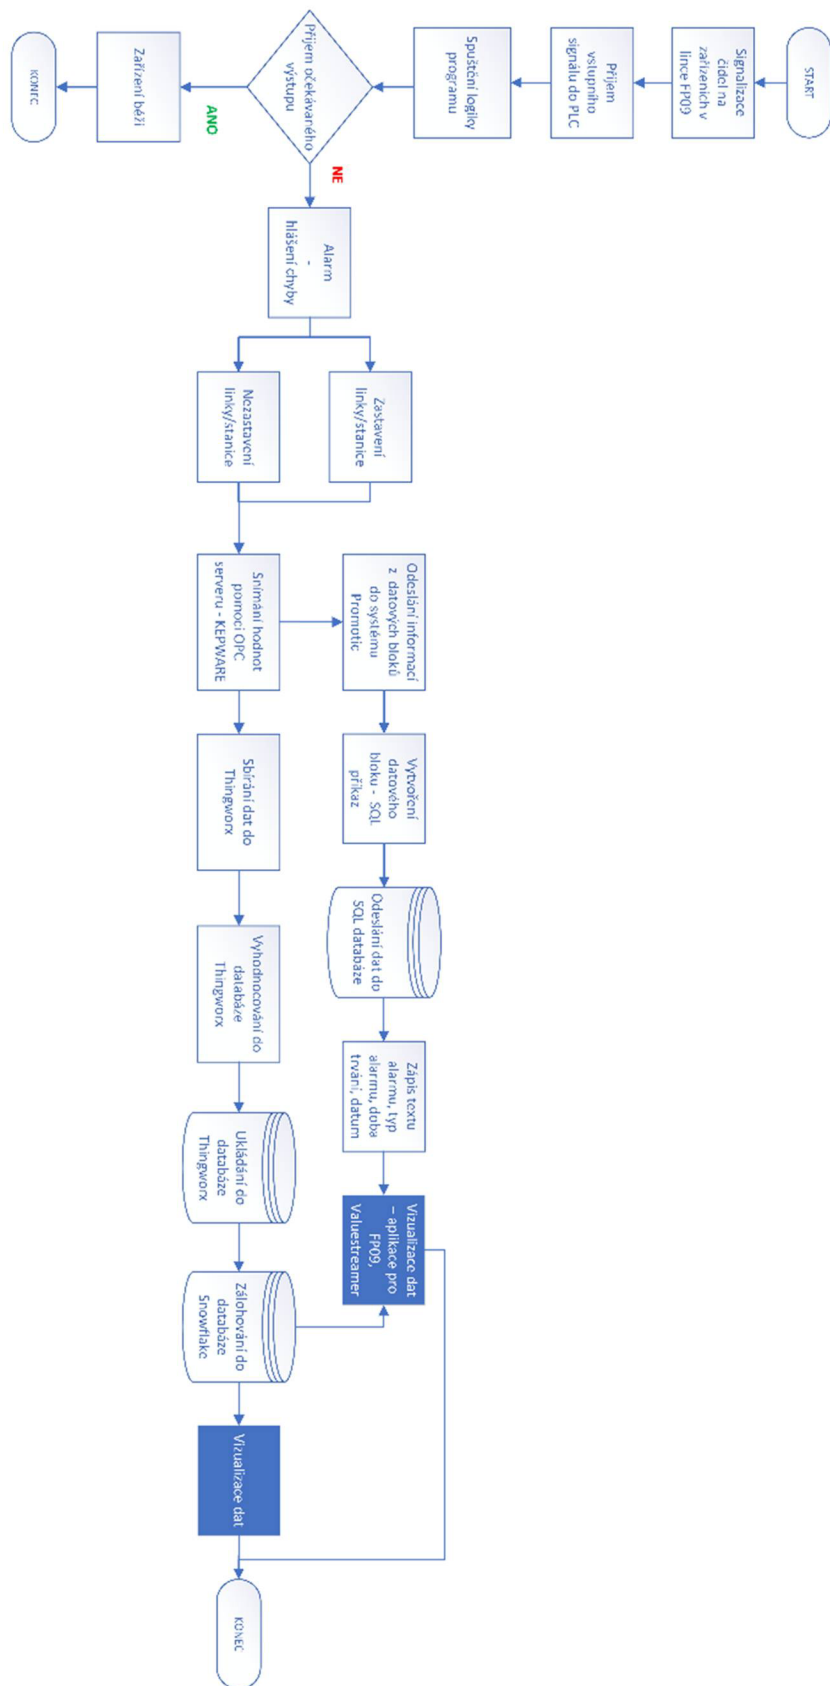 START
Signalizace
čidel na
zařízeních v
lince FP09
Příjem
vstupního
signálu do PLC
Spuštění logiky
programu
Příjem očekávaného
výstupu
ANO
Zařízení běži
KONEC
NE
Alarm
-
hlášení chyby
Zastavení
linky/stanice
Nezastavení
linky/stanice
Odeslání informací
z datových bloků
do systému
Promotic
Vytvoření
datového
bloku - SQL
příkaz
Odeslání dat do
SQL databáze
Zápis textu
alarmu, typ
alarmu, doba
trvání, datum
Vizualizace dat
– aplikace pro
FP09,
Valuestreamer
Snímání hodnot
pomocí OPC
serveru - KEPWARE
Sbírání dat do
Thingworx
Vyhodnocování do
databáze
Thingworx
Ukládání do
databáze
Thingworx
Zálohování do
databáze
Snowflake
Vizualizace dat
KONEC